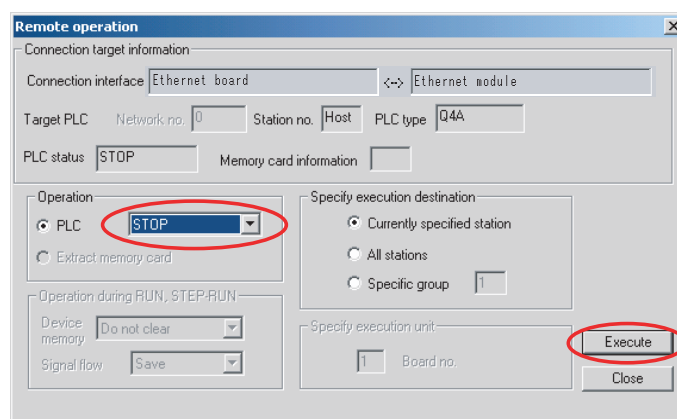 Remote operation
Connection target information
Connection interface Ethernet board <--> Ethernet module
Target PLC Network no. 0 Station no. Host PLC type Q4A
PLC status STOP Memory card information
Operation
PLC STOP
Extract memory card
Specify execution destination
Currently specified station
All stations
Specific group 1
Operation during RUN, STEP-RUN
Device memory Do not clear
Signal flow Save
Specify execution unit
1 Board no.
Execute
Close